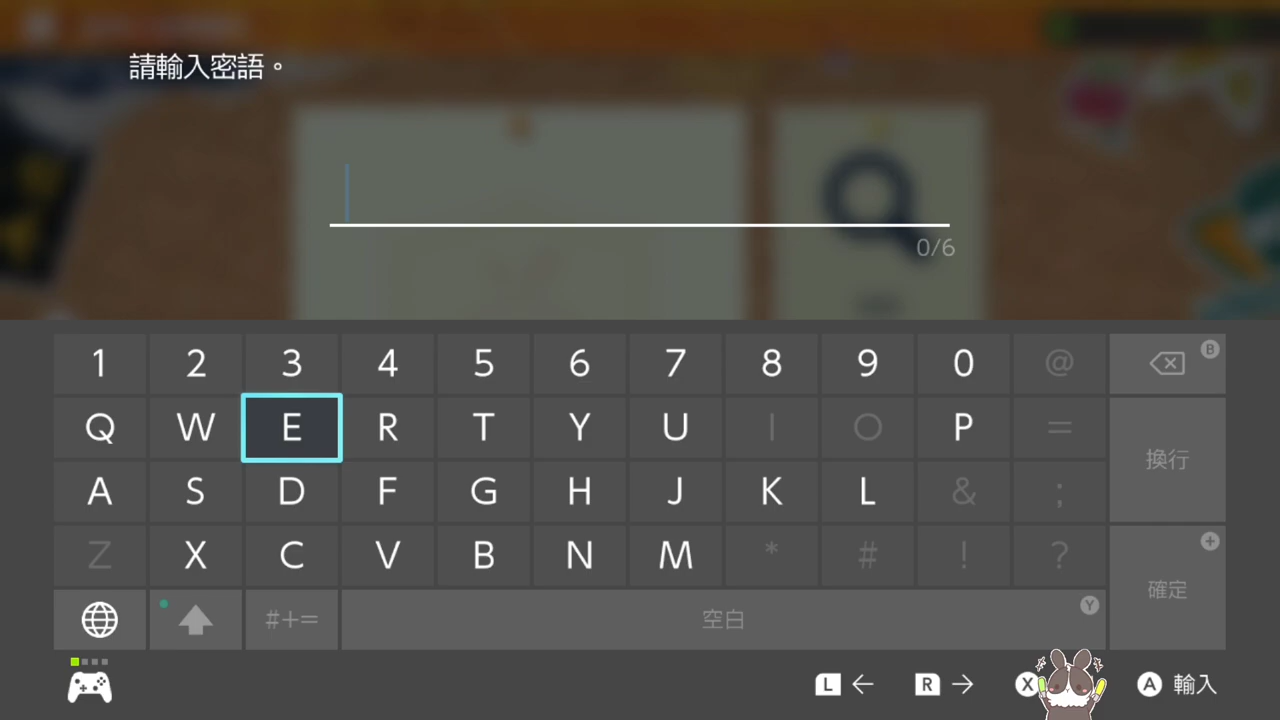 請輸入密語。
0/6
1 2 3 4 5 6 7 8 9 0 @ B
Q W E R T Y U I O P = 換行
A S D F G H J K L & ;
Z X C V B N M * # ! ? + 確定
#+= 空白 Y
L ← R → X A 輸入